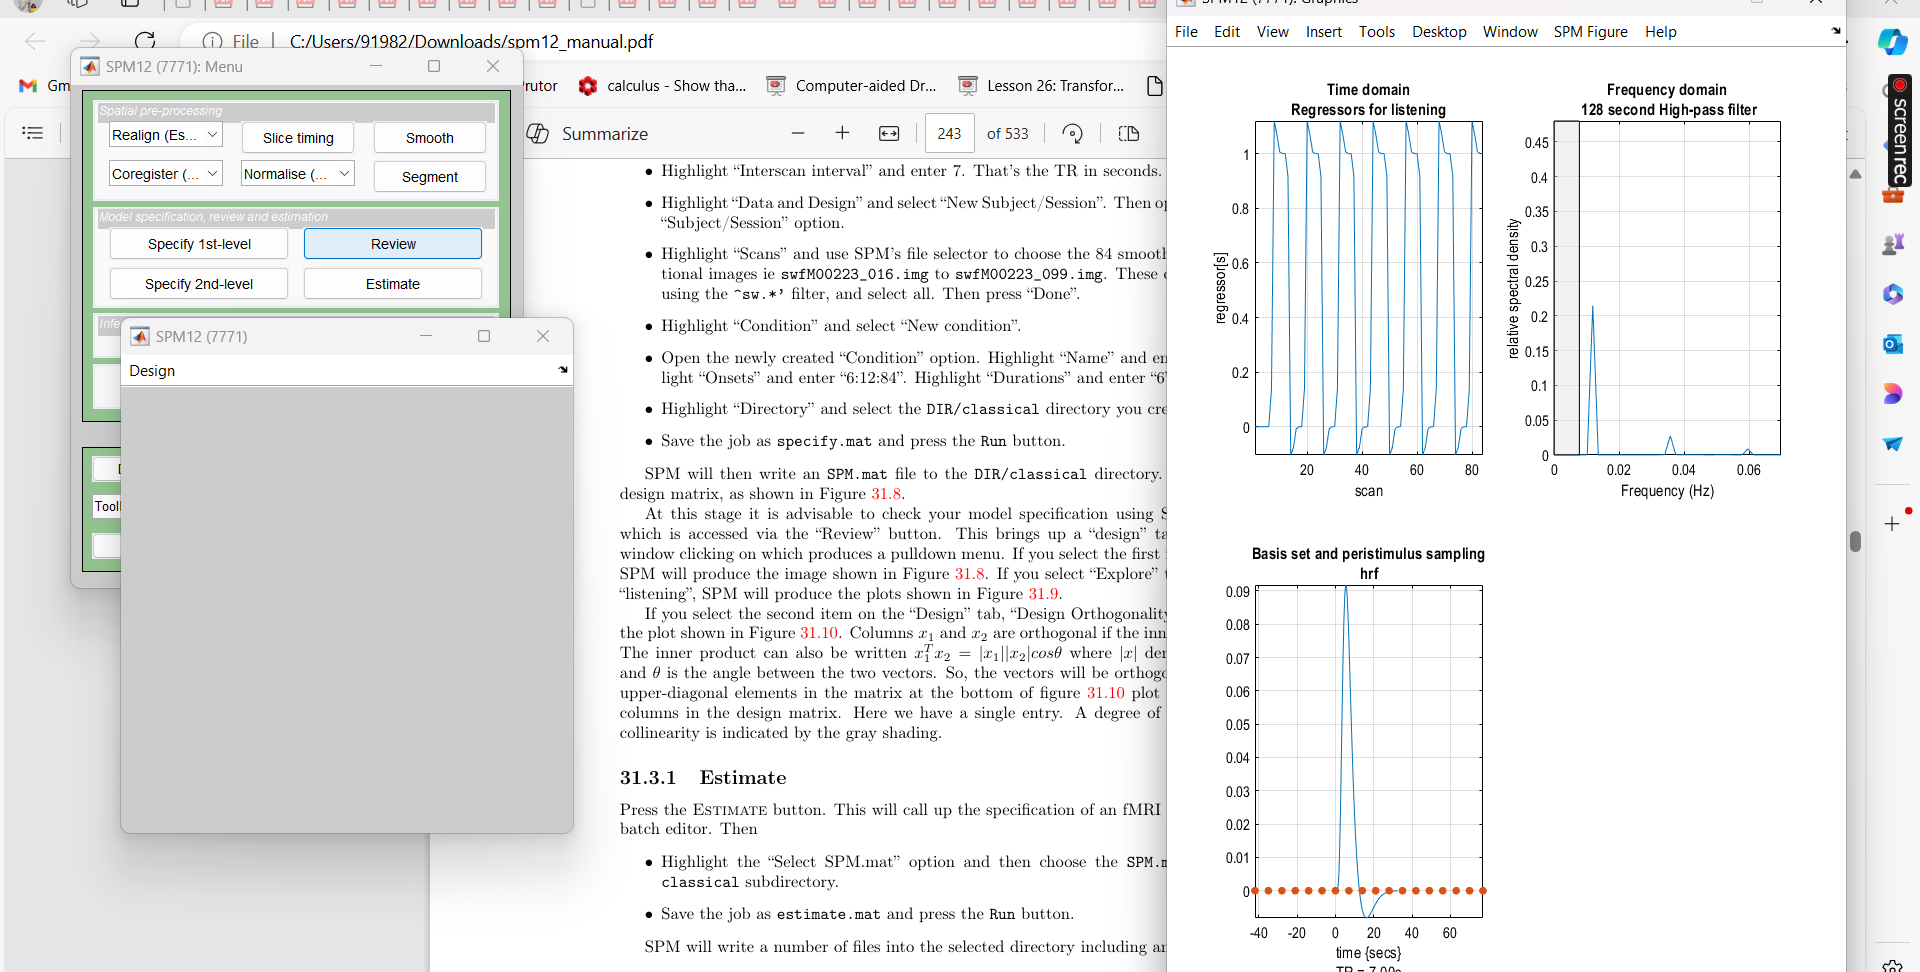 File
C:/Users/91982/Downloads/spm12_manual.pdf
SPM12 (7771): Menu
Gm
rutor
calculus - Show tha...
Computer-aided Dr...
Lesson 26: Transfor...
Summarize
243
of 533
Spatial pre-processing
Realign (Es...
Slice timing
Smooth
Coregister (...
Normalise (...
Segment
Model specification, review and estimation
Specify 1st-level
Review
Specify 2nd-level
Estimate
Infe
SPM12 (7771)
Design
Tooll
• Highlight “Interscan interval” and enter 7. That’s the TR in seconds.
• Highlight “Data and Design” and select “New Subject/Session”. Then op
“Subject/Session” option.
• Highlight “Scans” and use SPM’s file selector to choose the 84 smooth
tional images ie swfM00223_016.img to swfM00223_099.img. These c
using the ^sw.*’ filter, and select all. Then press “Done”.
• Highlight “Condition” and select “New condition”.
• Open the newly created “Condition” option. Highlight “Name” and en
light “Onsets” and enter “6:12:84”. Highlight “Durations” and enter “6”
• Highlight “Directory” and select the DIR/classical directory you cre
• Save the job as specify.mat and press the Run button.
SPM will then write an SPM.mat file to the DIR/classical directory.
design matrix, as shown in Figure 31.8.
At this stage it is advisable to check your model specification using S
which is accessed via the “Review” button. This brings up a “design” ta
window clicking on which produces a pulldown menu. If you select the first i
SPM will produce the image shown in Figure 31.8. If you select “Explore” t
“listening”, SPM will produce the plots shown in Figure 31.9.
If you select the second item on the “Design” tab, “Design Orthogonality
the plot shown in Figure 31.10. Columns x₁ and x₂ are orthogonal if the inn
The inner product can also be written x₁ᵀx₂ = |x₁||x₂|cosθ where |x| der
and θ is the angle between the two vectors. So, the vectors will be orthogo
upper-diagonal elements in the matrix at the bottom of figure 31.10 plot
columns in the design matrix. Here we have a single entry. A degree of
collinearity is indicated by the gray shading.
31.3.1 Estimate
Press the ESTIMATE button. This will call up the specification of an fMRI
batch editor. Then
• Highlight the “Select SPM.mat” option and then choose the SPM.m
classical subdirectory.
• Save the job as estimate.mat and press the Run button.
SPM will write a number of files into the selected directory including an
SPM12 (7771): Graphics
File Edit View Insert Tools Desktop Window SPM Figure Help
Time domain
Regressors for listening
regressor[s]
1
0.8
0.6
0.4
0.2
0
20 40 60 80
scan
Frequency domain
128 second High-pass filter
relative spectral density
0.45
0.4
0.35
0.3
0.25
0.2
0.15
0.1
0.05
0
0 0.02 0.04 0.06
Frequency (Hz)
Basis set and peristimulus sampling
hrf
0.09
0.08
0.07
0.06
0.05
0.04
0.03
0.02
0.01
0
-40 -20 0 20 40 60
time {secs}
TR = 7.00s
screen rec